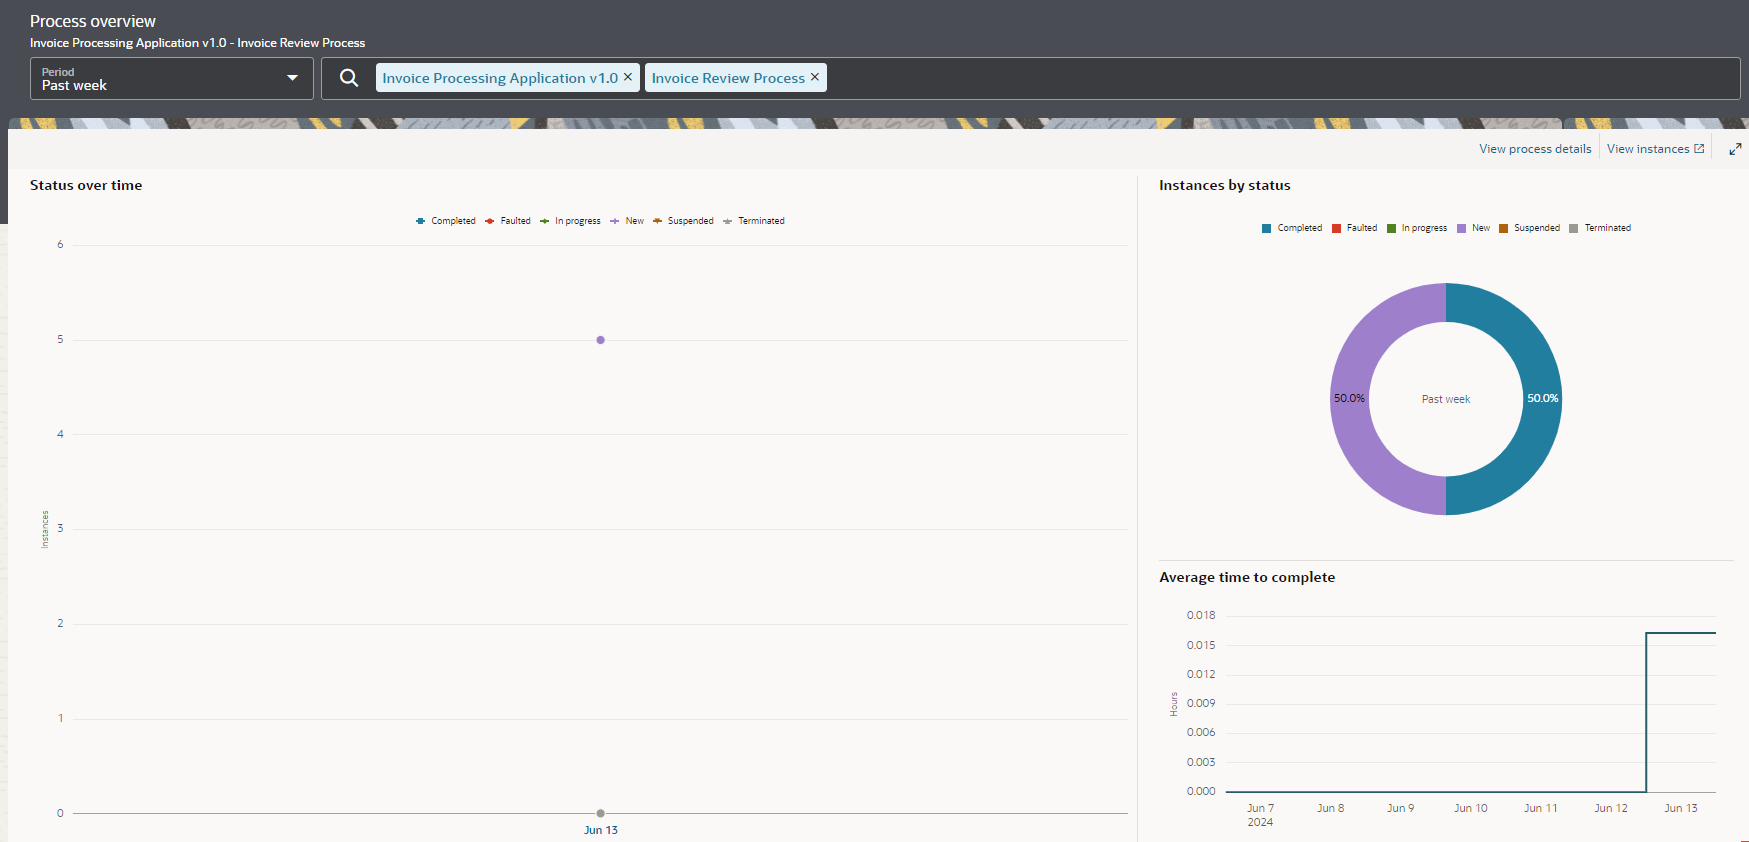 Process overview
Invoice Processing Application v1.0 - Invoice Review Process
Period
Past week
Invoice Processing Application v1.0 ×
Invoice Review Process ×
View process details
View instances
Status over time
Completed Faulted In progress New Suspended Terminated
6
5
4
3
2
1
0
Instances
Jun 13
Instances by status
Completed Faulted In progress New Suspended Terminated
50.0% Past week 50.0%
Average time to complete
0.018
0.015
0.012
0.009
0.006
0.003
0.000
Hours
Jun 7 Jun 8 Jun 9 Jun 10 Jun 11 Jun 12 Jun 13
2024